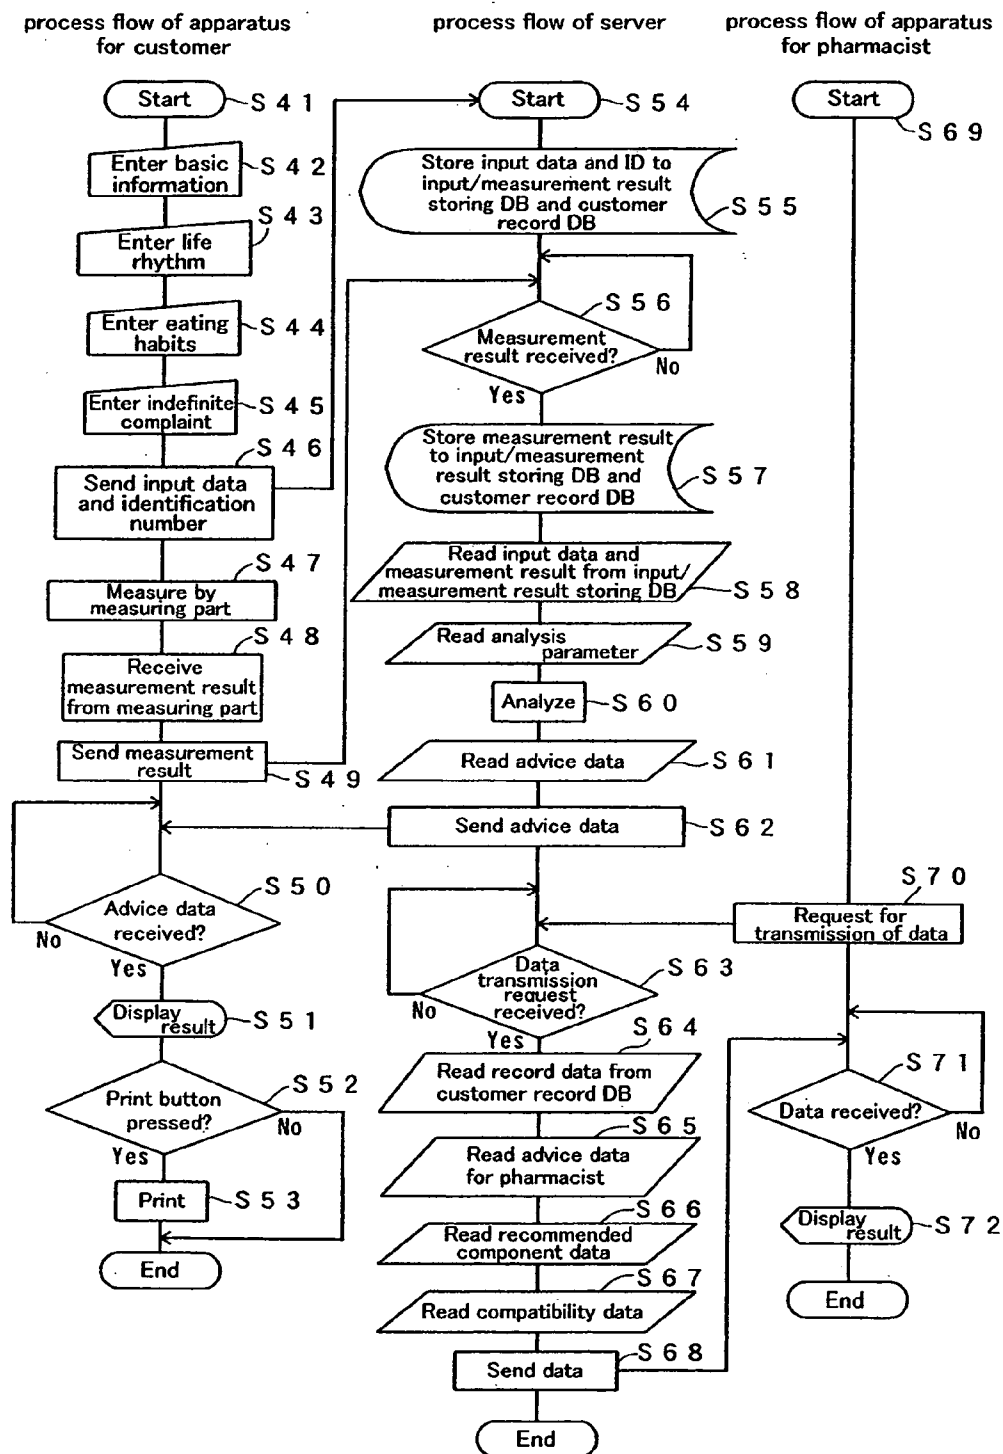 process flow of apparatus
for customer
Start
S 4 1
Enter basic
information
S 4 2
S 4 3
Enter life
rhythm
Enter eating
habits
S 4 4
Enter indefinite
complaint
S 4 5
S 4 6
Send input data
and identification
number
S 4 7
Measure by
measuring part
S 4 8
Receive
measurement result
from measuring part
Send measurement
result
S 4 9
S 5 0
Advice data
received?
No
Yes
Display
result
S 5 1
S 5 2
Print button
pressed?
No
Yes
Print
S 5 3
End
process flow of server
Start
S 5 4
Store input data and ID to
input/measurement result
storing DB and customer
record DB
S 5 5
S 5 6
Measurement
result received?
No
Yes
Store measurement result
to input/measurement
result storing DB and
customer record DB
S 5 7
Read input data and
measurement result from input/
measurement result storing DB
S 5 8
Read analysis
parameter
S 5 9
Analyze
S 6 0
Read advice data
S 6 1
Send advice data
S 6 2
Data
transmission
request
received?
S 6 3
No
Yes
S 6 4
Read record data from
customer record DB
S 6 5
Read advice data
for pharmacist
S 6 6
Read recommended
component data
S 6 7
Read compatibility data
S 6 8
Send data
End
process flow of apparatus
for pharmacist
Start
S 6 9
S 7 0
Request for
transmission of data
S 7 1
Data received?
No
Yes
Display
result
S 7 2
End